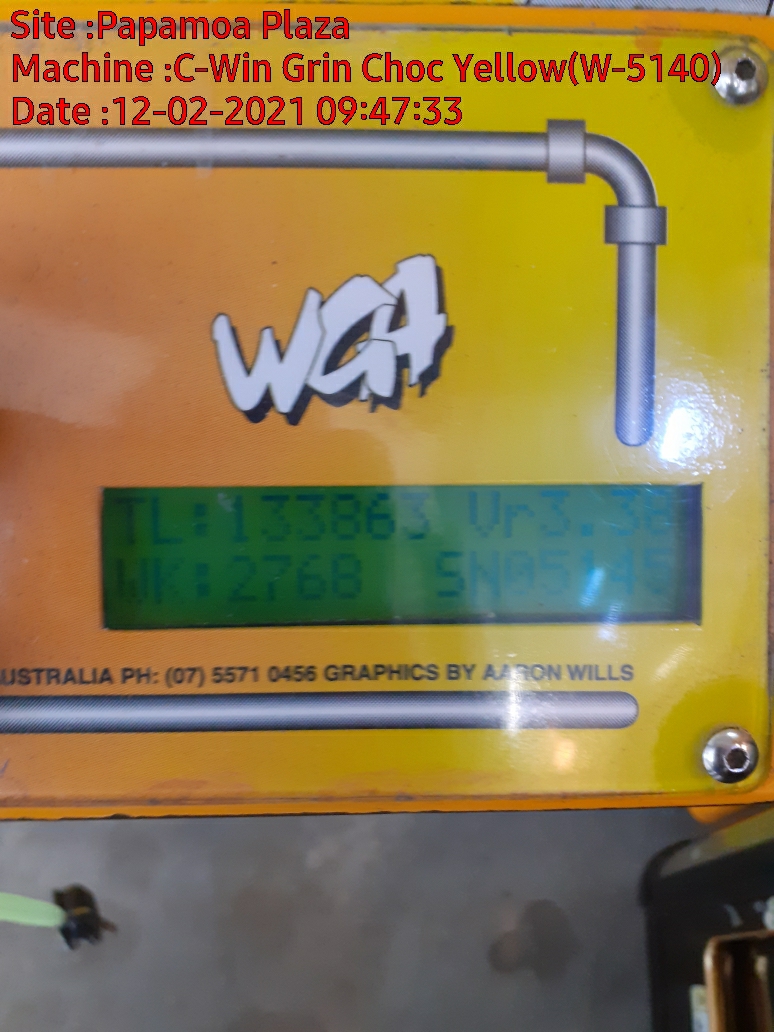 Site :Papamoa Plaza
Machine :C-Win Grin Choc Yellow(W-5140)
Date :12-02-2021 09:47:33
WGA
TL:133863 Vr3.38
WK:2768 SN05145
AUSTRALIA PH: (07) 5571 0456 GRAPHICS BY AARON WILLS